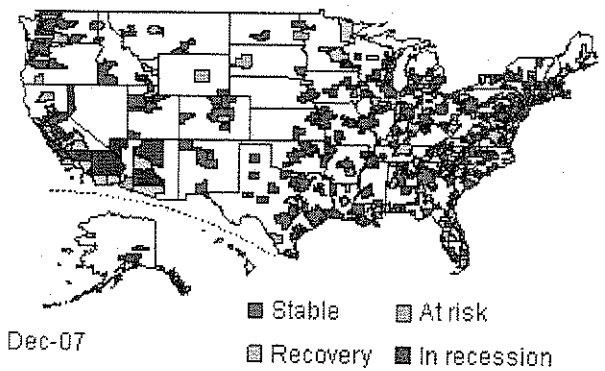 Stable At risk
Dec-07
Recovery In recession